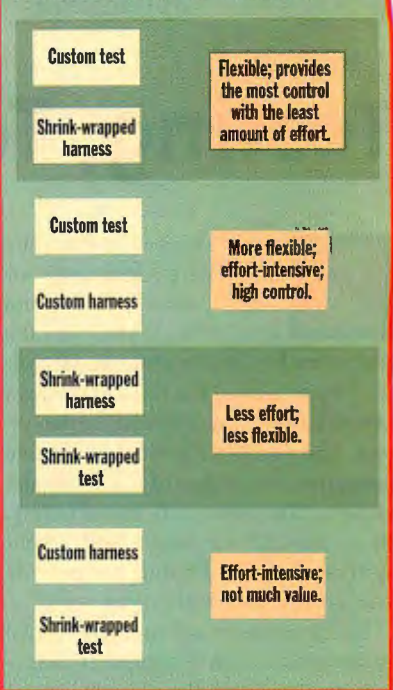 Custom test
Shrink-wrapped
harness
Flexible; provides
the most control
with the least
amount of effort.
Custom test
Custom harness
More flexible;
effort-intensive;
high control.
Shrink-wrapped
harness
Shrink-wrapped
test
Less effort;
less flexible.
Custom harness
Shrink-wrapped
test
Effort-intensive;
not much value.